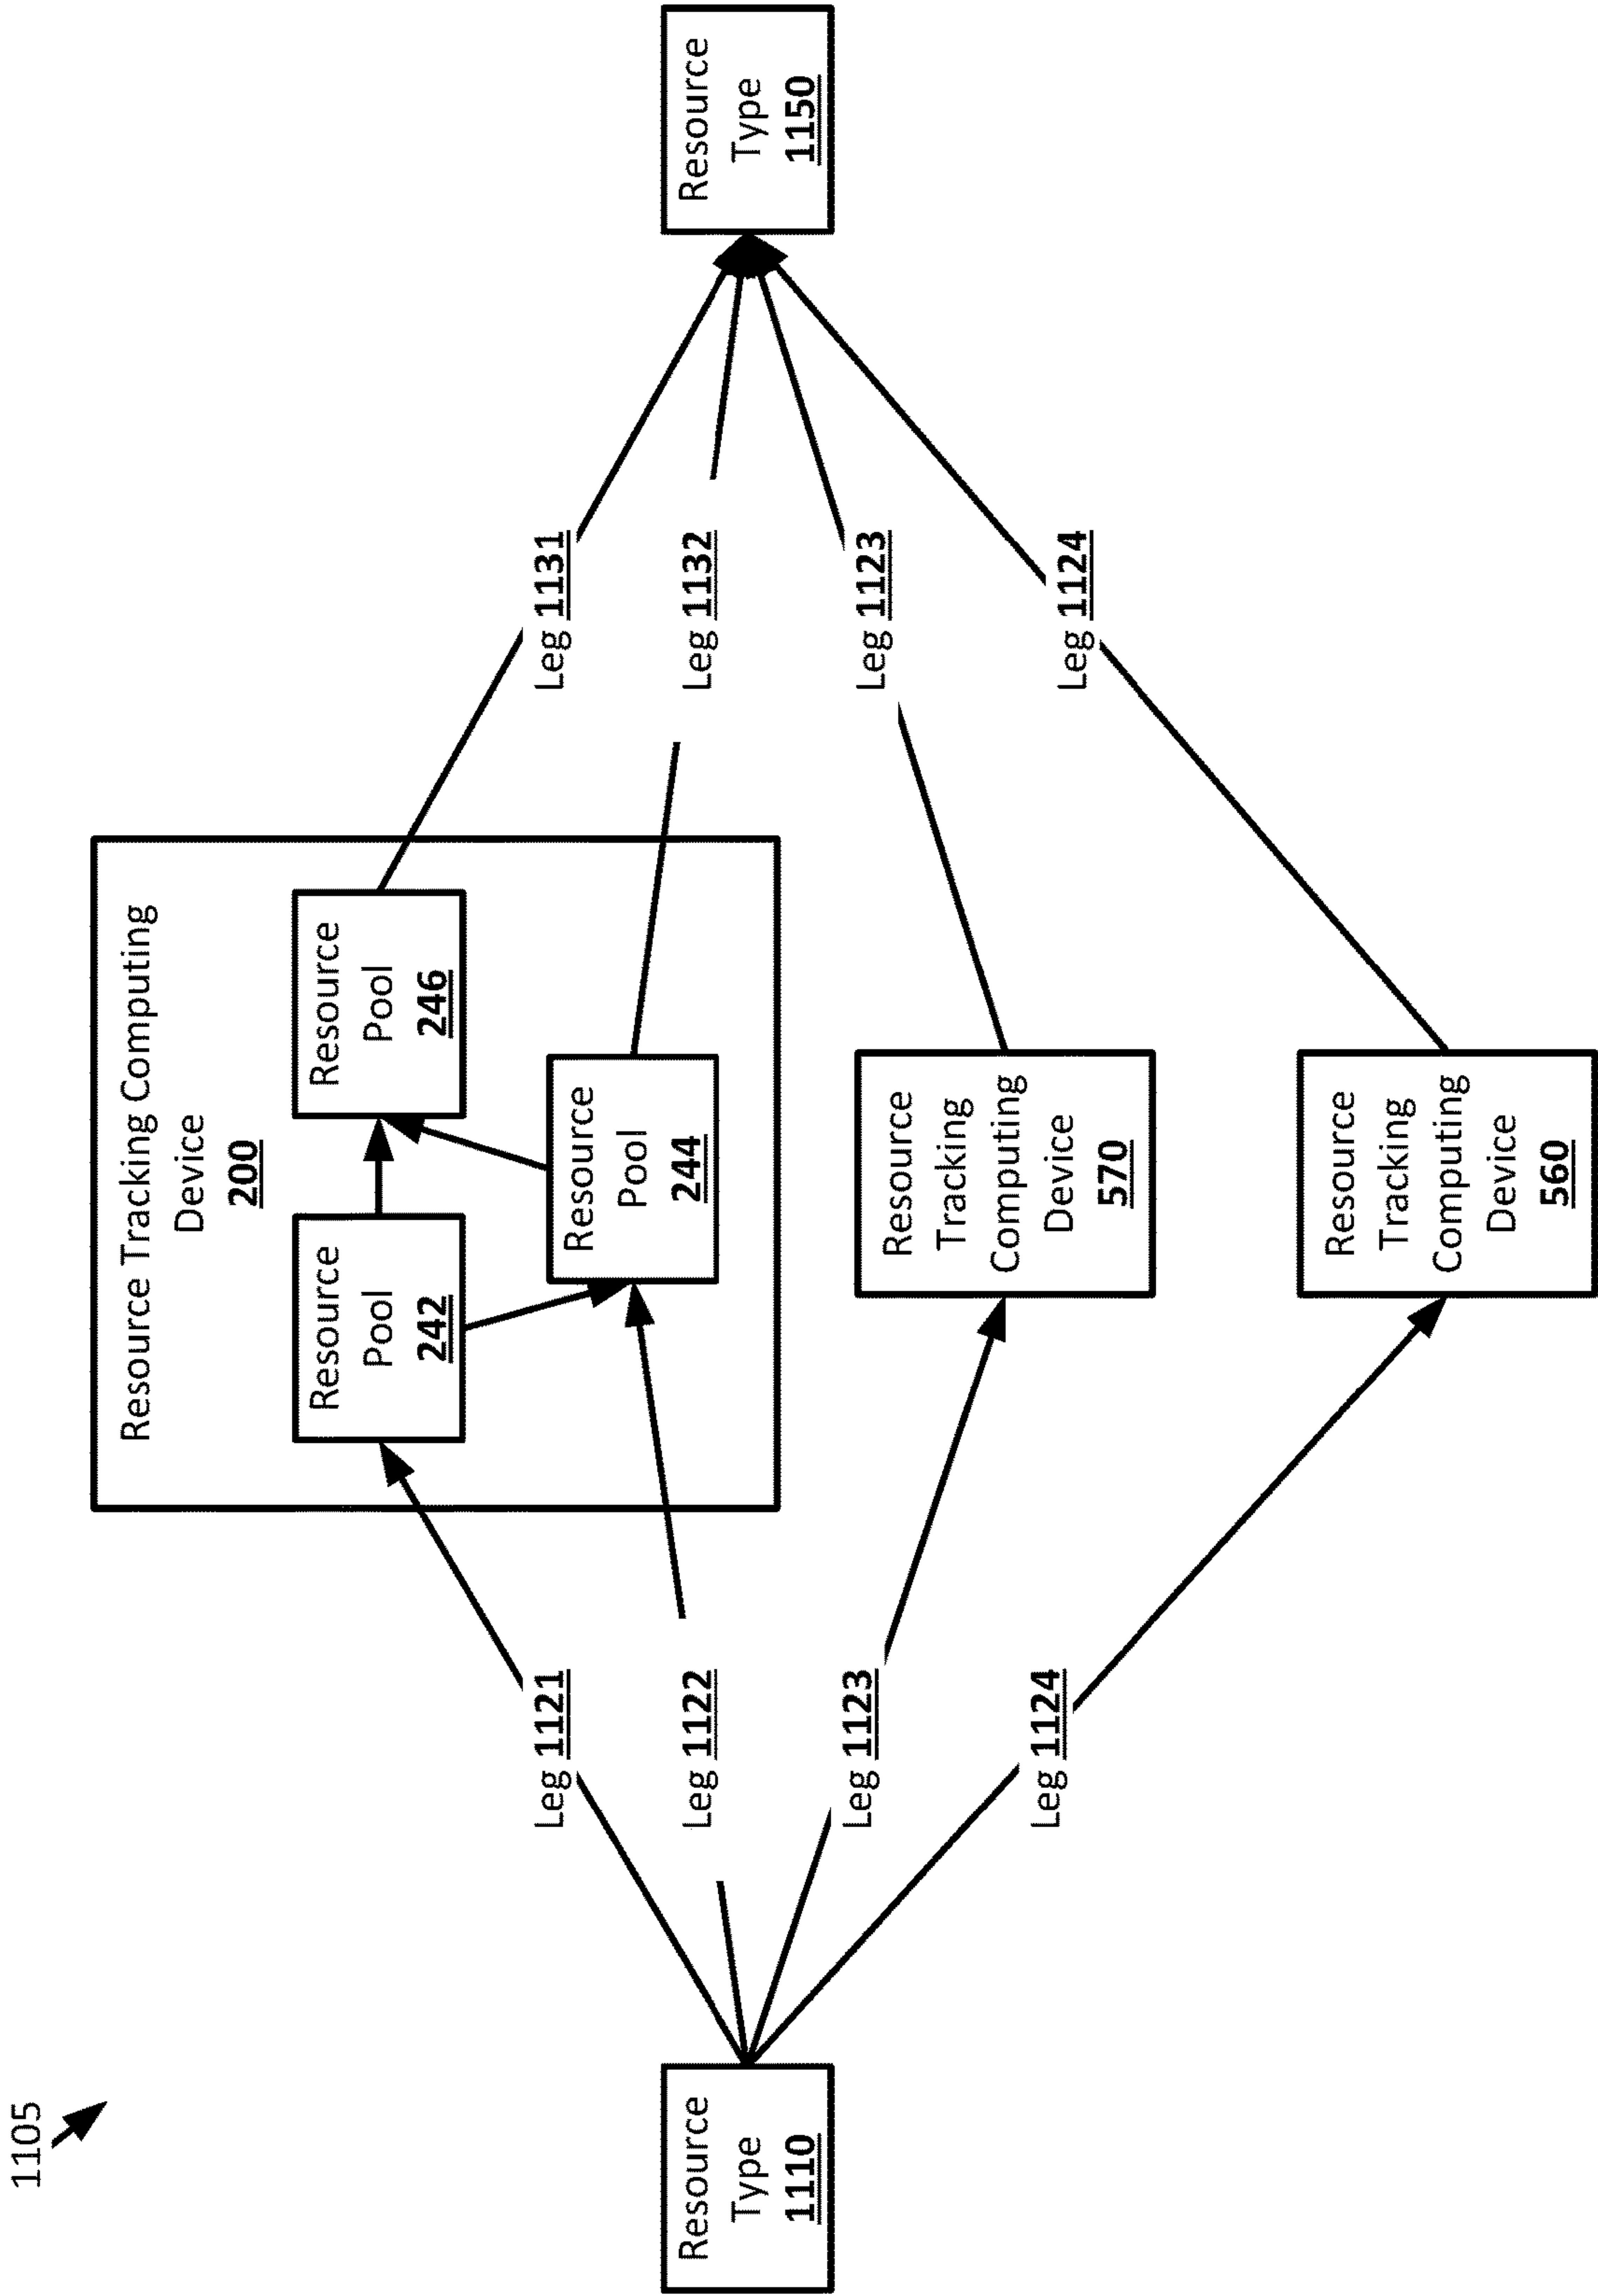 1105
Resource
Type
1110
Leg 1121
Leg 1122
Leg 1123
Leg 1124
Resource Tracking Computing
Device
200
Resource
Pool
242
Resource
Pool
246
Resource
Pool
244
Resource
Tracking
Computing
Device
570
Resource
Tracking
Computing
Device
560
Leg 1131
Leg 1132
Leg 1123
Leg 1124
Resource
Type
1150